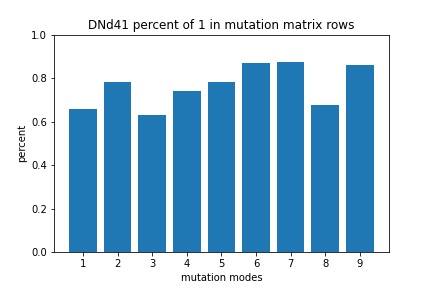 DNd41 percent of 1 in mutation matrix rows
1.0
0.8
0.6
0.4
0.2
0.0
percent
1 2 3 4 5 6 7 8 9
mutation modes